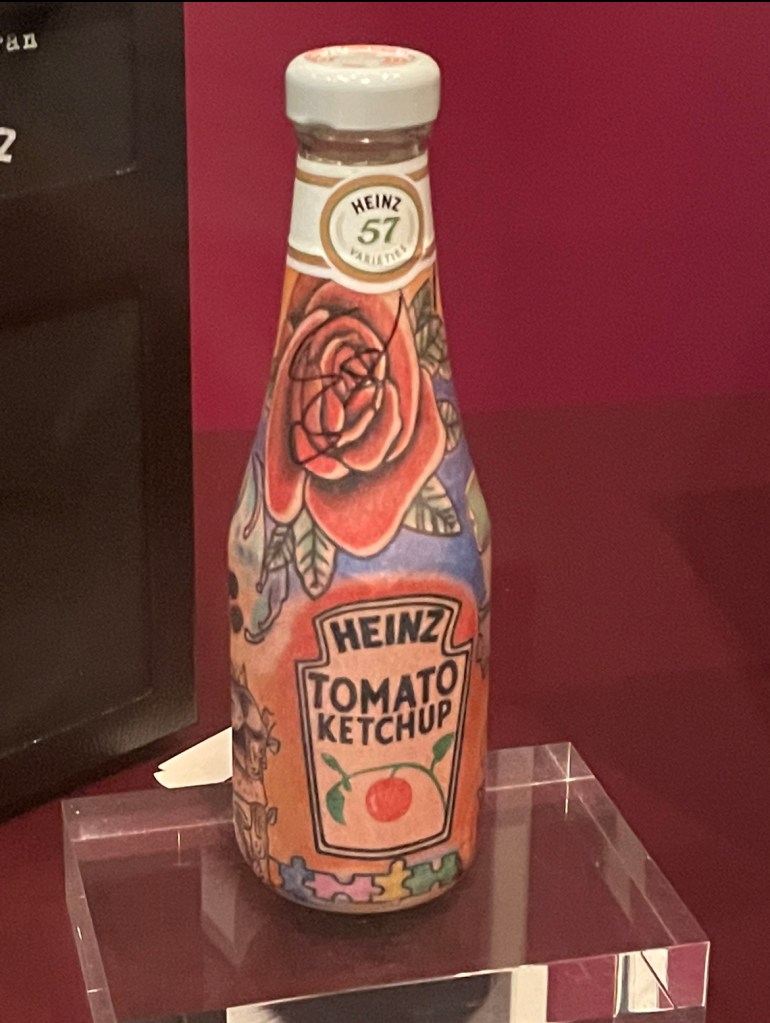 HEINZ
57
VARIETIES
HEINZ
TOMATO
KETCHUP